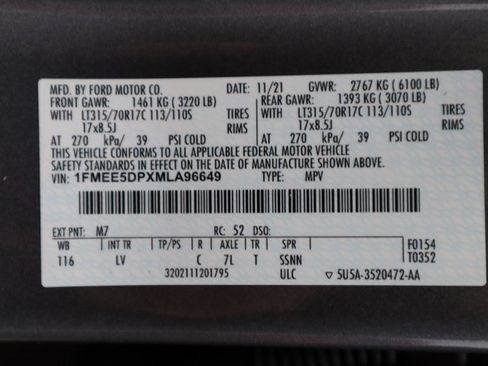 MFD. BY FORD MOTOR CO. DATE: 11/21 GVWR: 2767 KG ( 6100 LB)
FRONT GAWR: 1461 KG ( 3220 LB) REAR GAWR: 1393 KG ( 3070 LB)
WITH LT315/70R17C 113/110S TIRES WITH LT315/70R17C 113/110S TIRES
17x8.5J RIMS 17x8.5J RIMS
AT 270 kPa/ 39 PSI COLD AT 270 kPa/ 39 PSI COLD
THIS VEHICLE CONFORMS TO ALL APPLICABLE FEDERAL MOTOR VEHICLE
SAFETY STANDARDS IN EFFECT ON THE DATE OF MANUFACTURE SHOWN ABOVE.
VIN: 1FMEE5DPXMLA96649 TYPE: MPV
EXT PNT: M7 RC: 52 DSO:
WB INT TR TP/PS R AXLE TR SPR F0154
116 LV C 7L T SSNN T0352
3202111201795 ULC ▽ 5U5A-3520472-AA